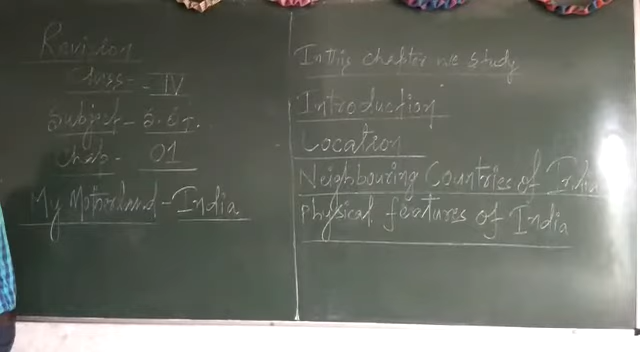 Revision
Class - IV
Subject - S.St.
Chap - 01
My Motherland - India
In this chapter we study
Introduction
Location
Neighbouring Countries of India
Physical features of India